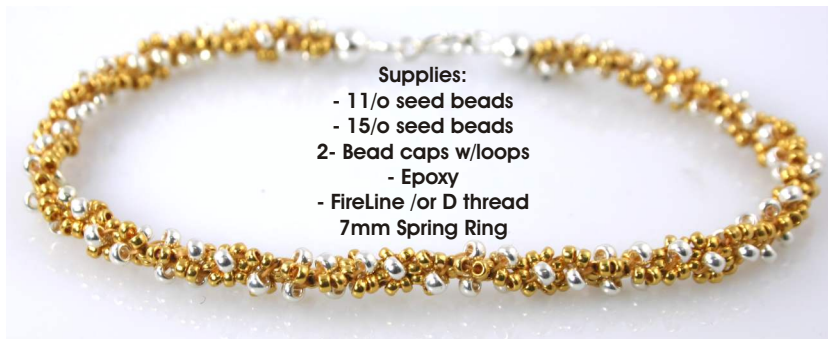 Supplies:
- 11/o seed beads
- 15/o seed beads
2- Bead caps w/loops
- Epoxy
- FireLine /or D thread
7mm Spring Ring